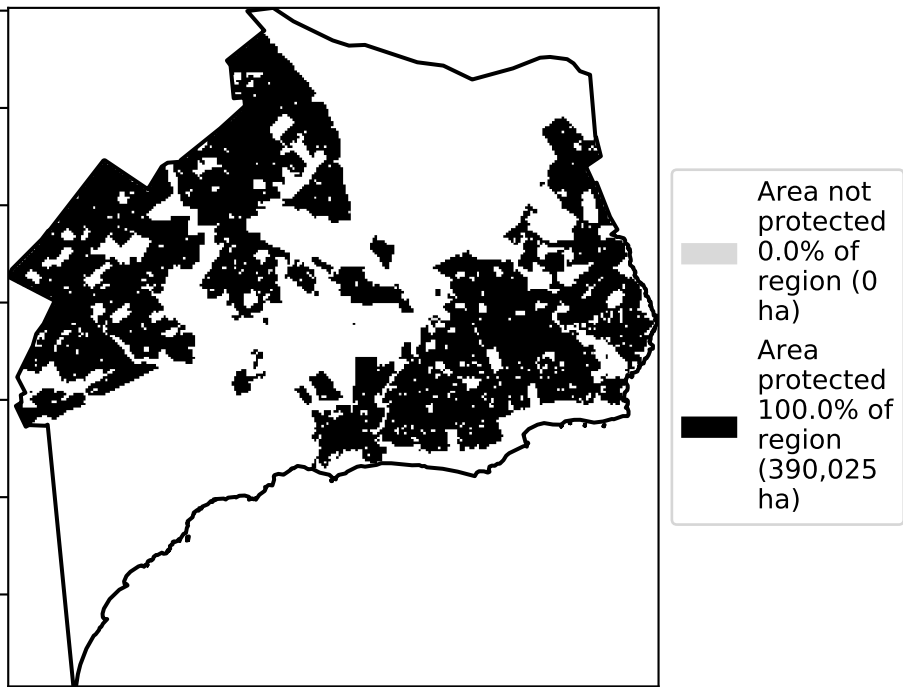 Area not
protected
0.0% of
region (0
ha)
Area
protected
100.0% of
region
(390,025
ha)